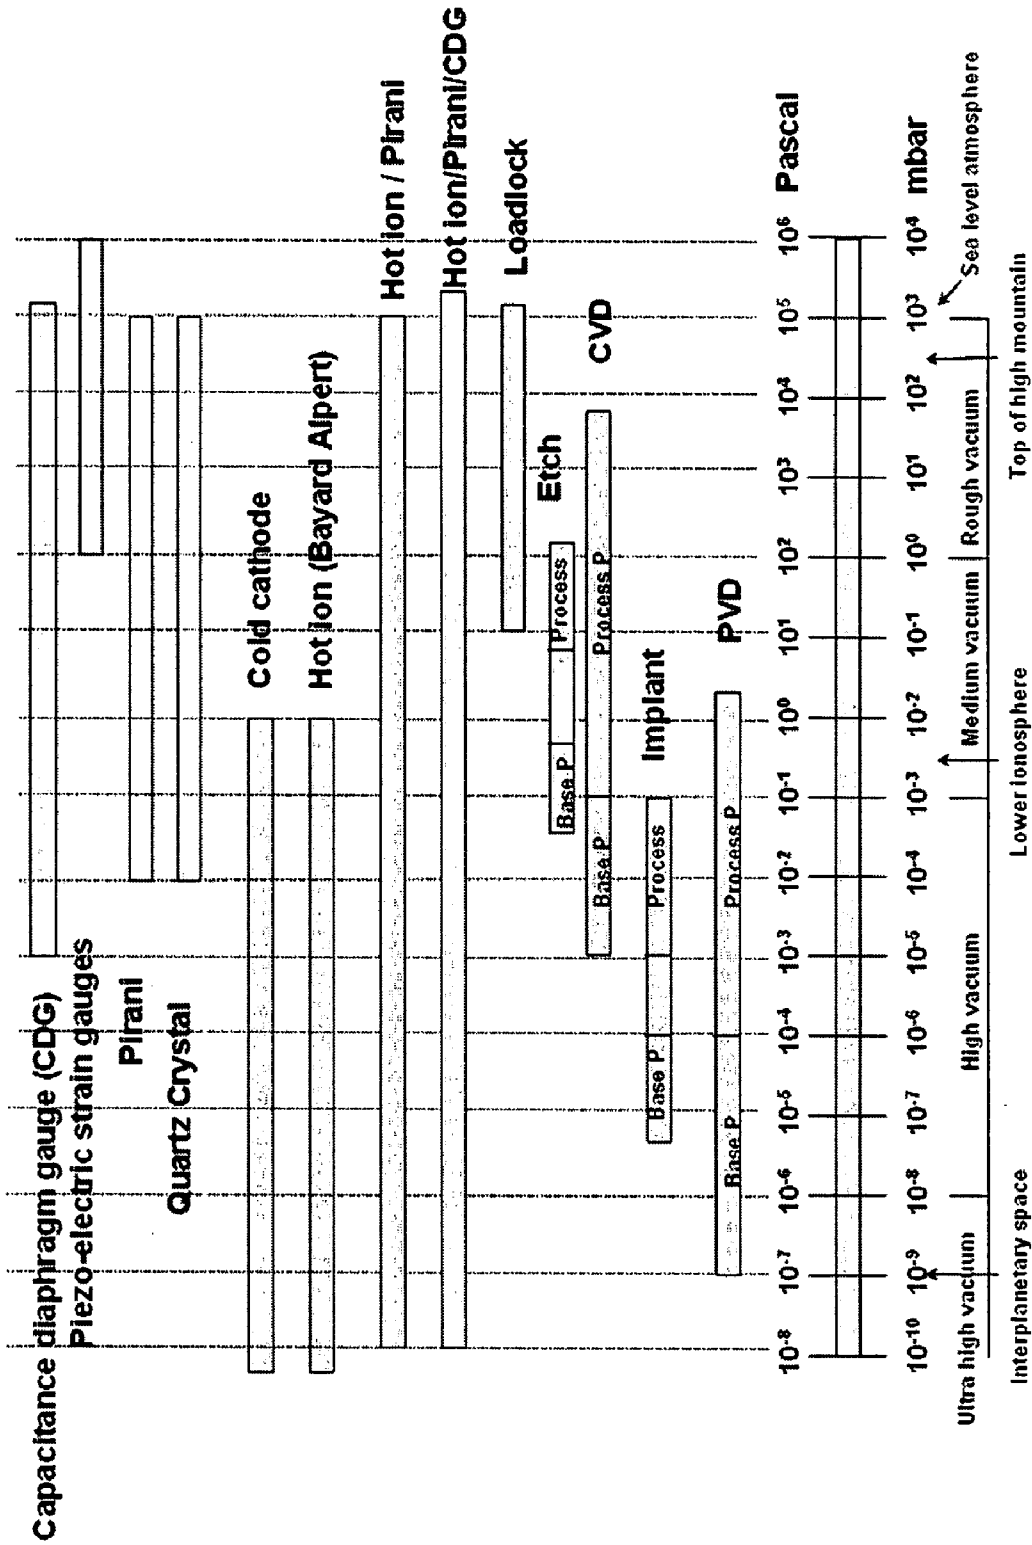 Capacitance diaphragm gauge (CDG)
Piezo-electric strain gauges
Pirani
Quartz Crystal
Cold cathode
Hot ion (Bayard Alpert)
Hot ion / Pirani
Hot ion/Pirani/CDG
Loadlock
Etch
Base P Process
CVD
Base P Process P
Implant
Base P Process
PVD
Base P Process P
10⁻⁸ 10⁻⁷ 10⁻⁶ 10⁻⁵ 10⁻⁴ 10⁻³ 10⁻² 10⁻¹ 10⁰ 10¹ 10² 10³ 10⁴ 10⁵ 10⁶ Pascal
10⁻¹⁰ 10⁻⁹ 10⁻⁸ 10⁻⁷ 10⁻⁶ 10⁻⁵ 10⁻⁴ 10⁻³ 10⁻² 10⁻¹ 10⁰ 10¹ 10² 10³ 10⁴ mbar
Ultra high vacuum High vacuum Medium vacuum Rough vacuum Sea level atmosphere
Interplanetary space Lower ionosphere Top of high mountain